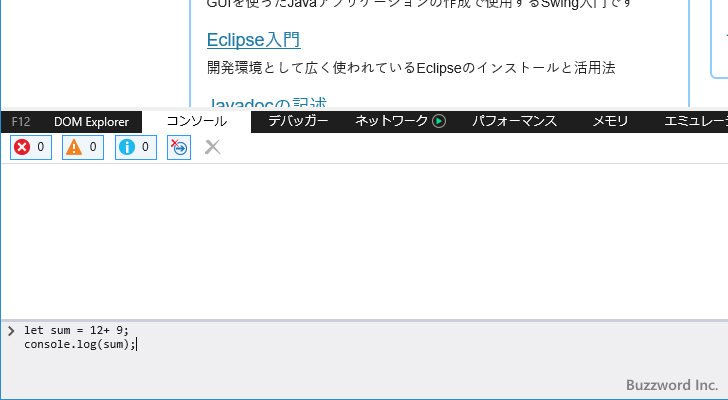 GUIを使ったJavaアプリケーションの作成で使用するSwing入門です
Eclipse入門
開発環境として広く使われているEclipseのインストールと活用法
Javadocの記述
F12 DOM Explorer コンソール デバッガー ネットワーク パフォーマンス メモリ エミュレーシ
0 0 0
let sum = 12+ 9;
console.log(sum);
Buzzword Inc.